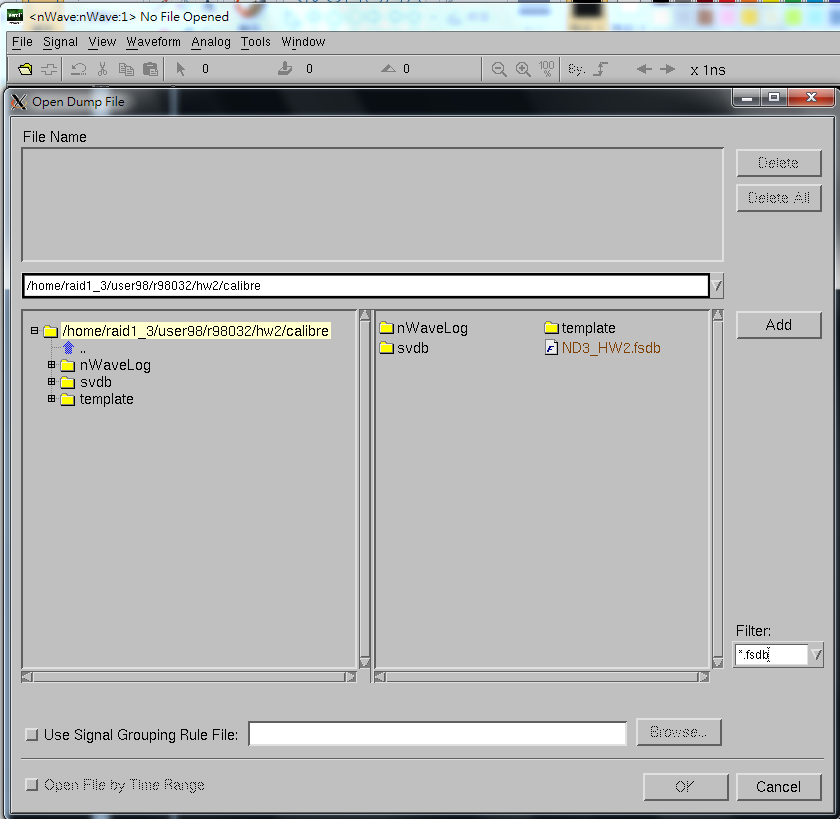 <nWave:nWave:1> No File Opened
File Signal View Waveform Analog Tools Window
0 0 0 100 % By: x 1ns
Open Dump File
File Name
Delete
Delete All
/home/raid1_3/user98/r98032/hw2/calibre
/home/raid1_3/user98/r98032/hw2/calibre
..
nWaveLog
svdb
template
nWaveLog template
svdb ND3_HW2.fsdb
Add
Filter:
*.fsdb
Use Signal Grouping Rule File: Browse...
Open File by Time Range
OK Cancel